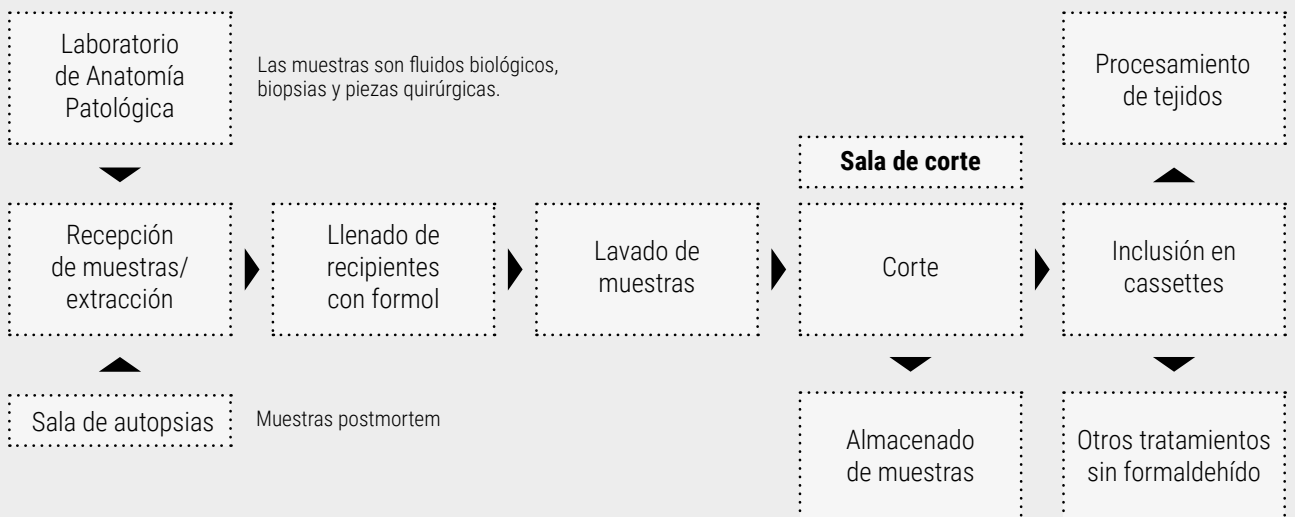 Laboratorio
de Anatomía
Patológica
Las muestras son fluidos biológicos,
biopsias y piezas quirúrgicas.
Procesamiento
de tejidos
Sala de corte
Recepción
de muestras/
extracción
Llenado de
recipientes
con formol
Lavado de
muestras
Corte
Inclusión en
cassettes
Sala de autopsias
Muestras postmortem
Almacenado
de muestras
Otros tratamientos
sin formaldehído